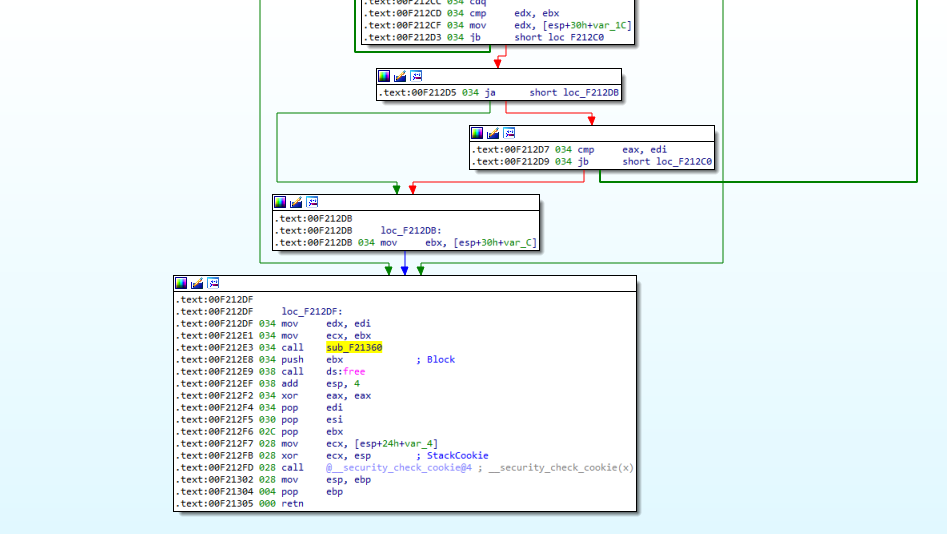 .text:00F212CC 034 cdq
.text:00F212CD 034 cmp edx, ebx
.text:00F212CF 034 mov edx, [esp+30h+var_1C]
.text:00F212D3 034 jb short loc_F212C0
.text:00F212D5 034 ja short loc_F212DB
.text:00F212D7 034 cmp eax, edi
.text:00F212D9 034 jb short loc_F212C0
.text:00F212DB
.text:00F212DB loc_F212DB:
.text:00F212DB 034 mov ebx, [esp+30h+var_C]
.text:00F212DF
.text:00F212DF loc_F212DF:
.text:00F212DF 034 mov edx, edi
.text:00F212E1 034 mov ecx, ebx
.text:00F212E3 034 call sub_F21360
.text:00F212E8 034 push ebx ; Block
.text:00F212E9 038 call ds:free
.text:00F212EF 038 add esp, 4
.text:00F212F2 034 xor eax, eax
.text:00F212F4 034 pop edi
.text:00F212F5 030 pop esi
.text:00F212F6 02C pop ebx
.text:00F212F7 028 mov ecx, [esp+24h+var_4]
.text:00F212FB 028 xor ecx, esp ; StackCookie
.text:00F212FD 028 call @__security_check_cookie@4 ; __security_check_cookie(x)
.text:00F21302 028 mov esp, ebp
.text:00F21304 004 pop ebp
.text:00F21305 000 retn